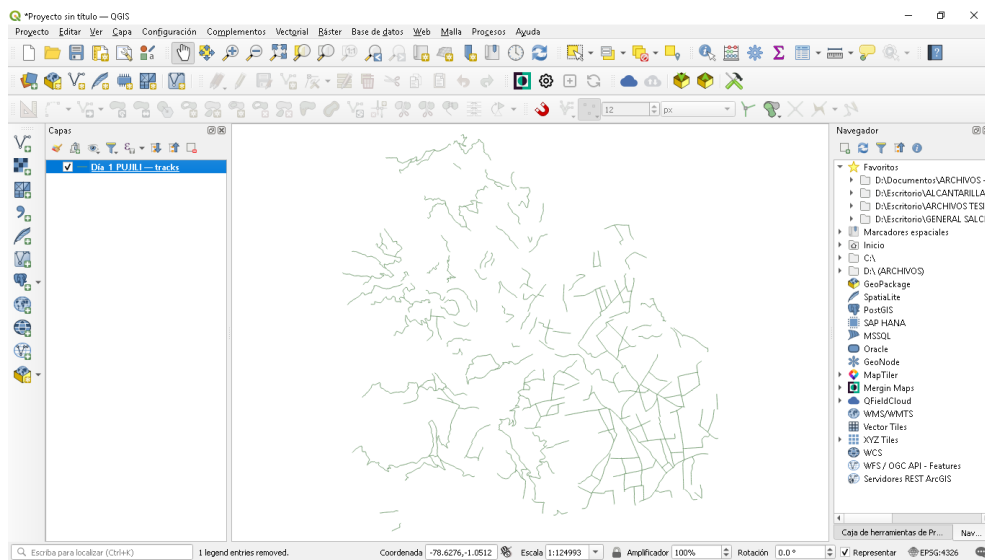 *Proyecto sin título — QGIS
Proyecto Editar Ver Capa Configuración Complementos Vectorial Ráster Base de datos Web Malla Procesos Ayuda
12 px
Capas
Día 1 PUJILI — tracks
Navegador
Favoritos
D:\Documentos\ARCHIVOS -
D:\Escritorio\ALCANTARILLA
D:\Escritorio\ARCHIVOS TESI
D:\Escritorio\GENERAL SALC
Marcadores espaciales
Inicio
C:\
D:\ (ARCHIVOS)
GeoPackage
SpatiaLite
PostGIS
SAP HANA
MSSQL
Oracle
GeoNode
MapTiler
Mergin Maps
QFieldCloud
WMS/WMTS
Vector Tiles
XYZ Tiles
WCS
WFS / OGC API - Features
Servidores REST ArcGIS
Caja de herramientas de Pr... Nav...
Escriba para localizar (Ctrl+K) 1 legend entries removed. Coordenada -78.6276,-1.0512 Escala 1:124993 Amplificador 100% Rotación 0.0 ° Representar EPSG:4326